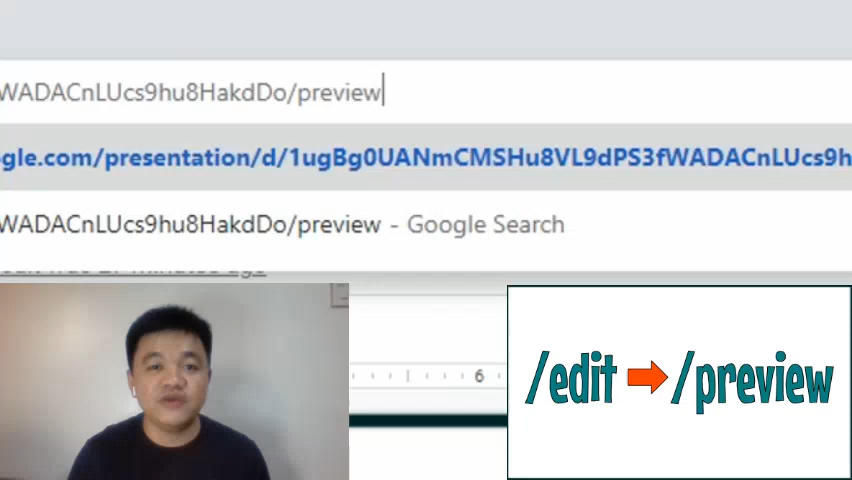 WADACnLUcs9hu8HakdDo/preview
gle.com/presentation/d/1ugBg0UANmCMSHu8VL9dPS3fWADACnLUcs9h
WADACnLUcs9hu8HakdDo/preview - Google Search
6
/edit /preview